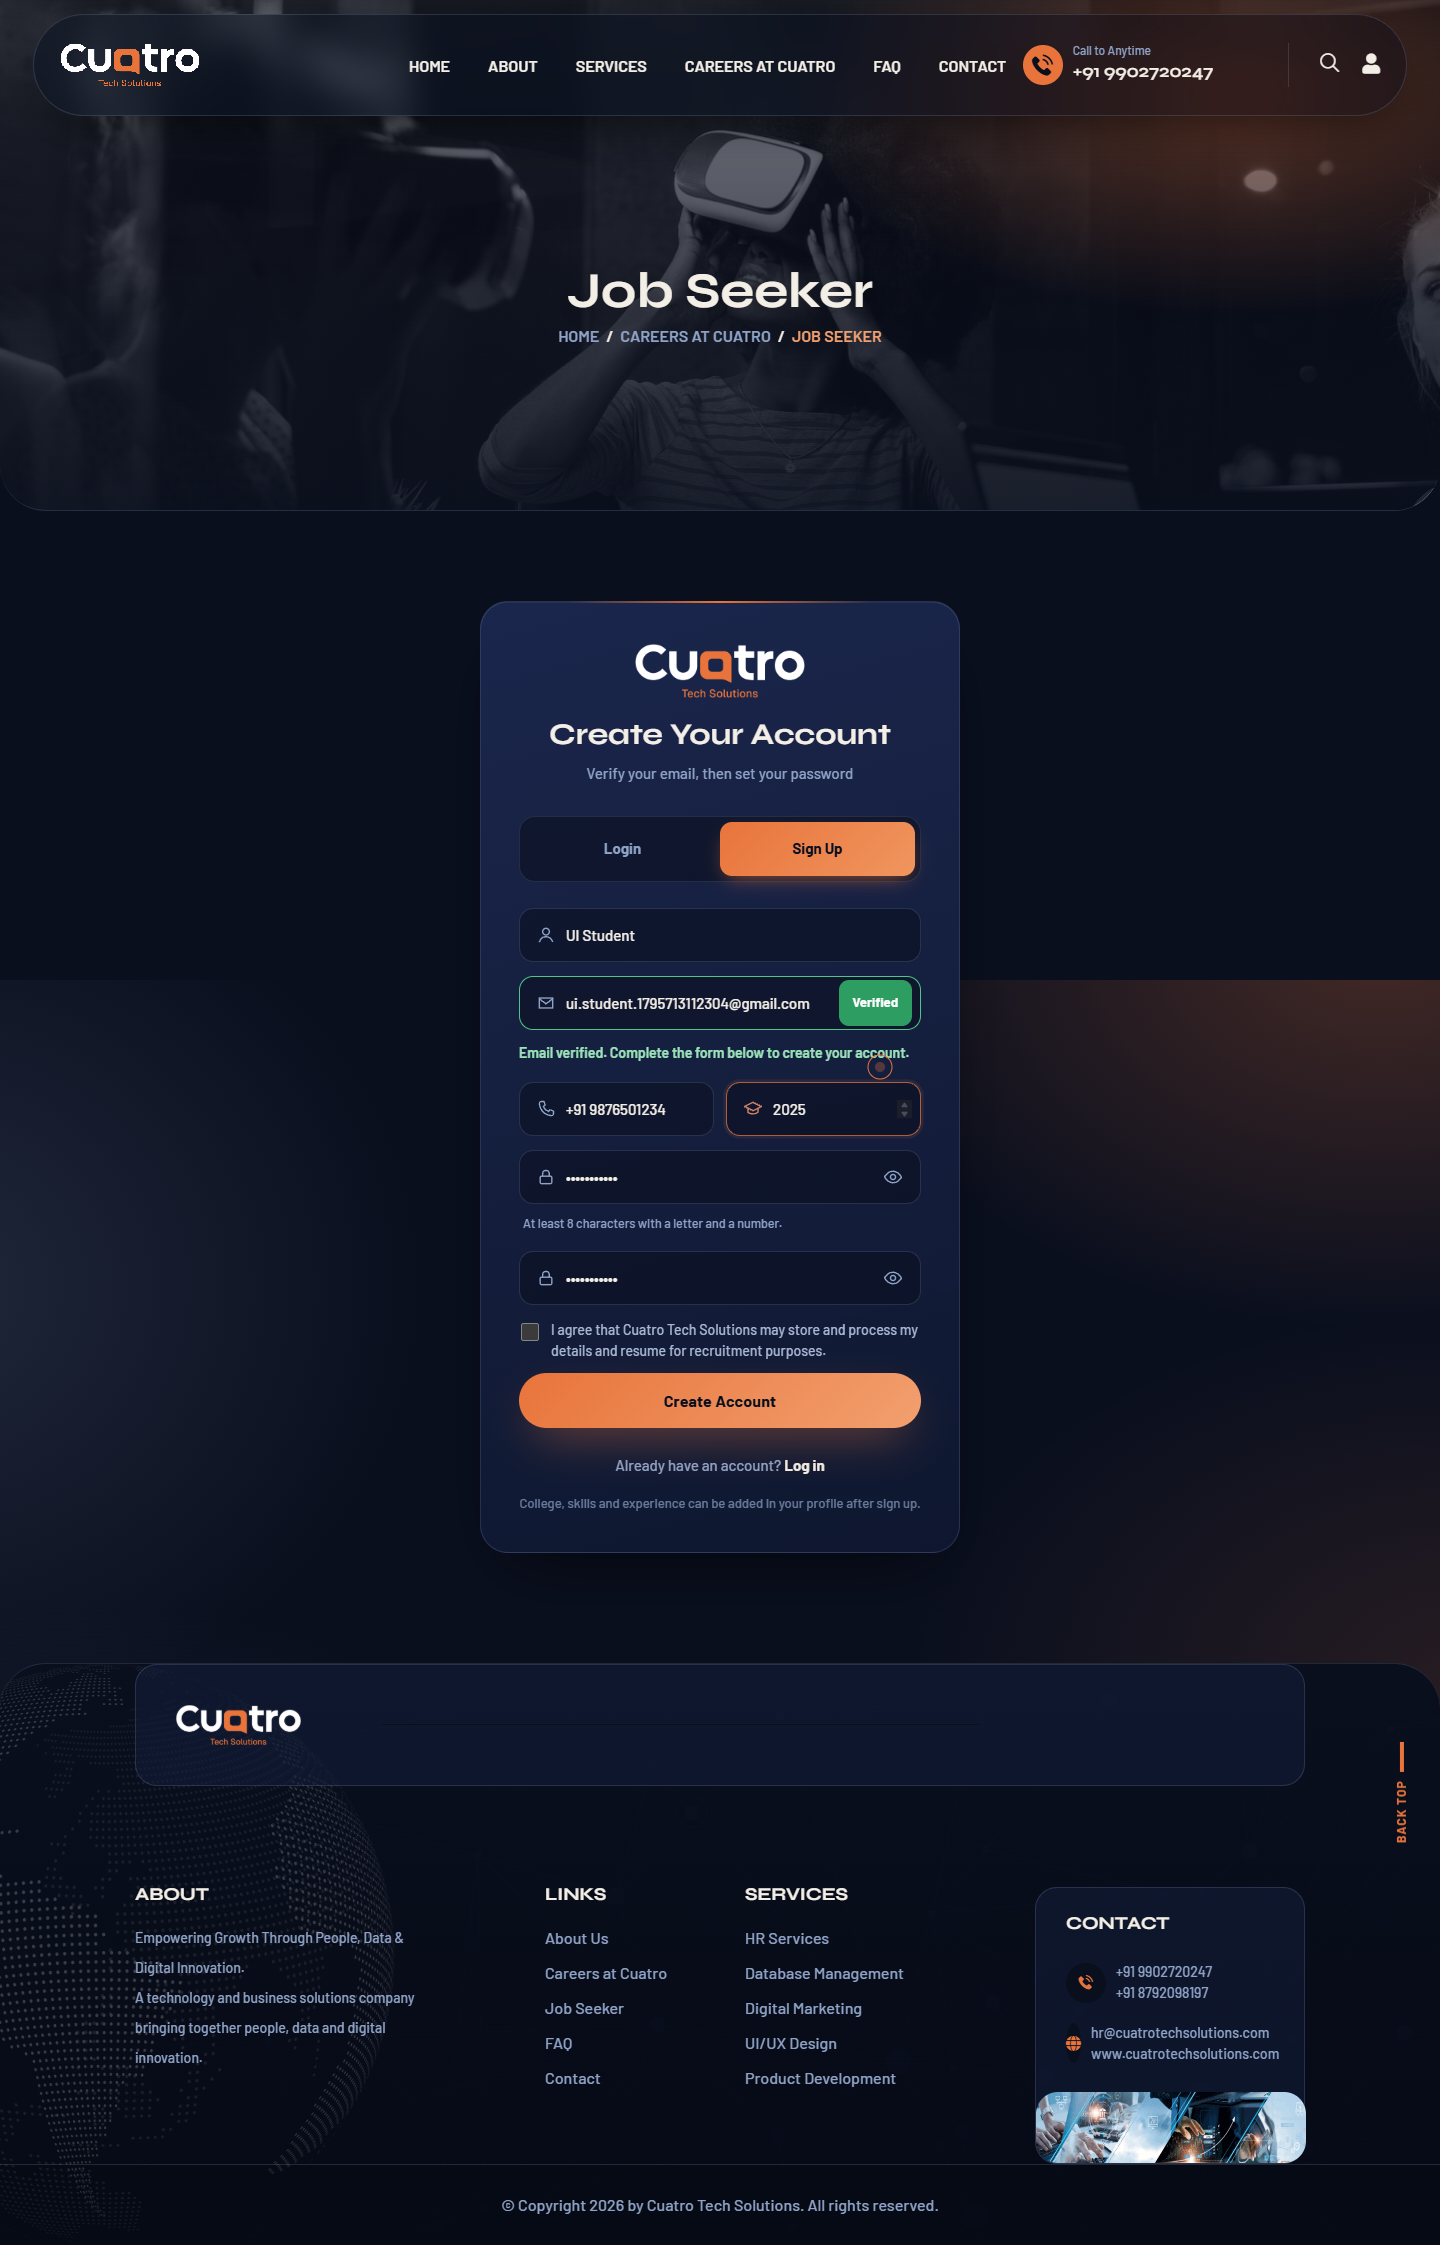 Cuatro
Tech Solutions
HOME
ABOUT
SERVICES
CAREERS AT CUATRO
FAQ
CONTACT
Call to Anytime
+91 9902720247
Job Seeker
HOME / CAREERS AT CUATRO / JOB SEEKER
Cuatro
Tech Solutions
Create Your Account
Verify your email, then set your password
Login
Sign Up
UI Student
ui.student.1795713112304@gmail.com
Verified
Email verified. Complete the form below to create your account.
+91 9876501234
2025
•••••••••••
At least 8 characters with a letter and a number.
•••••••••••
I agree that Cuatro Tech Solutions may store and process my
details and resume for recruitment purposes.
Create Account
Already have an account? Log in
College, skills and experience can be added in your profile after sign up.
Cuatro
Tech Solutions
BACK TOP
ABOUT
Empowering Growth Through People, Data &
Digital Innovation.
A technology and business solutions company
bringing together people, data and digital
innovation.
LINKS
About Us
Careers at Cuatro
Job Seeker
FAQ
Contact
SERVICES
HR Services
Database Management
Digital Marketing
UI/UX Design
Product Development
CONTACT
+91 9902720247
+91 8792098197
hr@cuatrotechsolutions.com
www.cuatrotechsolutions.com
© Copyright 2026 by Cuatro Tech Solutions. All rights reserved.